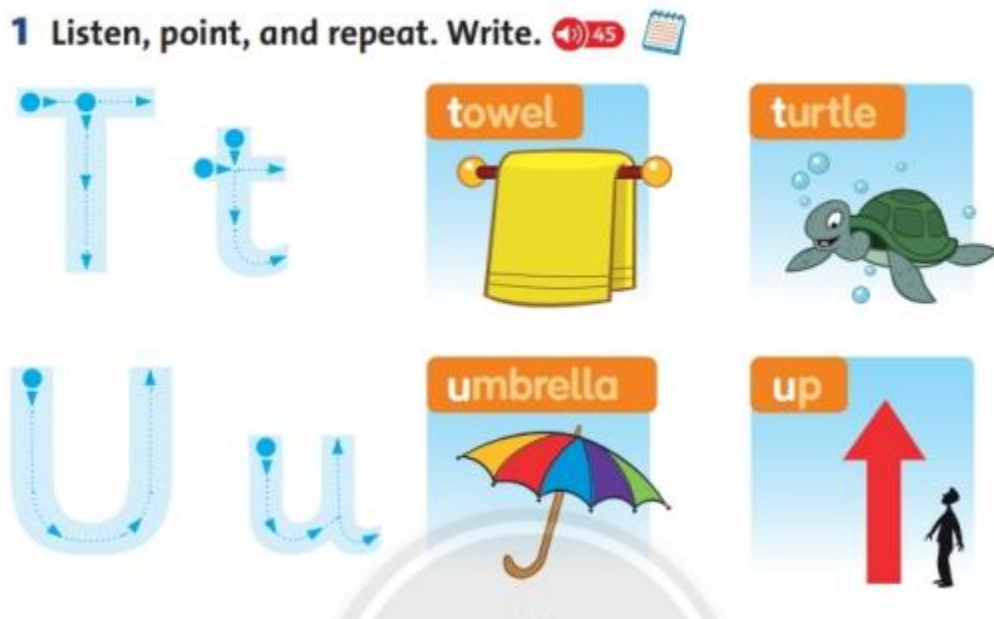 1 Listen, point, and repeat. Write. 45
T t
towel
turtle
U u
umbrella
up